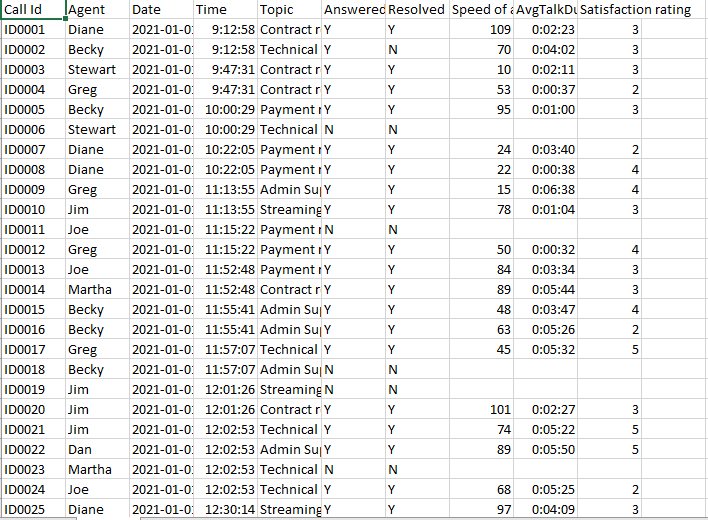 Call Id Agent Date Time Topic Answered Resolved Speed of a AvgTalkDu Satisfaction rating
ID0001 Diane 2021-01-0 9:12:58 Contract r Y Y 109 0:02:23 3
ID0002 Becky 2021-01-0 9:12:58 Technical Y N 70 0:04:02 3
ID0003 Stewart 2021-01-0 9:47:31 Contract r Y Y 10 0:02:11 3
ID0004 Greg 2021-01-0 9:47:31 Contract r Y Y 53 0:00:37 2
ID0005 Becky 2021-01-0 10:00:29 Payment r Y Y 95 0:01:00 3
ID0006 Stewart 2021-01-0 10:00:29 Technical N N
ID0007 Diane 2021-01-0 10:22:05 Payment r Y Y 24 0:03:40 2
ID0008 Diane 2021-01-0 10:22:05 Payment r Y Y 22 0:00:38 4
ID0009 Greg 2021-01-0 11:13:55 Admin Su Y Y 15 0:06:38 4
ID0010 Jim 2021-01-0 11:13:55 Streaming Y Y 78 0:01:04 3
ID0011 Joe 2021-01-0 11:15:22 Payment r N N
ID0012 Greg 2021-01-0 11:15:22 Payment r Y Y 50 0:00:32 4
ID0013 Joe 2021-01-0 11:52:48 Payment r Y Y 84 0:03:34 3
ID0014 Martha 2021-01-0 11:52:48 Contract r Y Y 89 0:05:44 3
ID0015 Becky 2021-01-0 11:55:41 Admin Su Y Y 48 0:03:47 4
ID0016 Becky 2021-01-0 11:55:41 Admin Su Y Y 63 0:05:26 2
ID0017 Greg 2021-01-0 11:57:07 Technical Y Y 45 0:05:32 5
ID0018 Becky 2021-01-0 11:57:07 Admin Su N N
ID0019 Jim 2021-01-0 12:01:26 Streaming N N
ID0020 Jim 2021-01-0 12:01:26 Contract r Y Y 101 0:02:27 3
ID0021 Jim 2021-01-0 12:02:53 Technical Y Y 74 0:05:22 5
ID0022 Dan 2021-01-0 12:02:53 Admin Su Y Y 89 0:05:50 5
ID0023 Martha 2021-01-0 12:02:53 Technical N N
ID0024 Joe 2021-01-0 12:02:53 Technical Y Y 68 0:05:25 2
ID0025 Diane 2021-01-0 12:30:14 Streaming Y Y 97 0:04:09 3